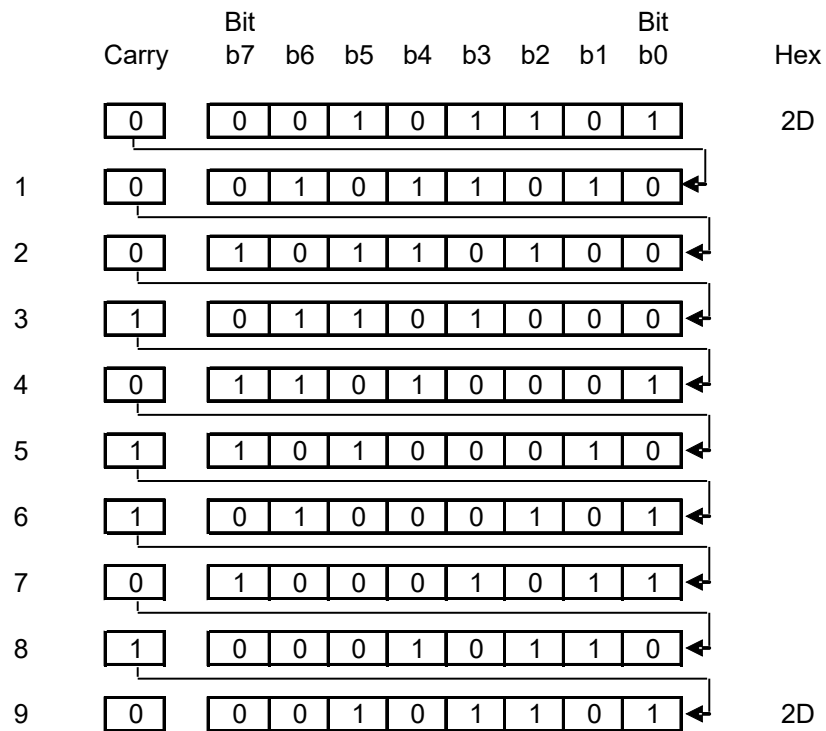 Bit Bit
Carry b7 b6 b5 b4 b3 b2 b1 b0 Hex
0 0 0 1 0 1 1 0 1 2D
1 0 0 1 0 1 1 0 1 0
2 0 1 0 1 1 0 1 0 0
3 1 0 1 1 0 1 0 0 0
4 0 1 1 0 1 0 0 0 1
5 1 1 0 1 0 0 0 1 0
6 1 0 1 0 0 0 1 0 1
7 0 1 0 0 0 1 0 1 1
8 1 0 0 0 1 0 1 1 0
9 0 0 0 1 0 1 1 0 1 2D